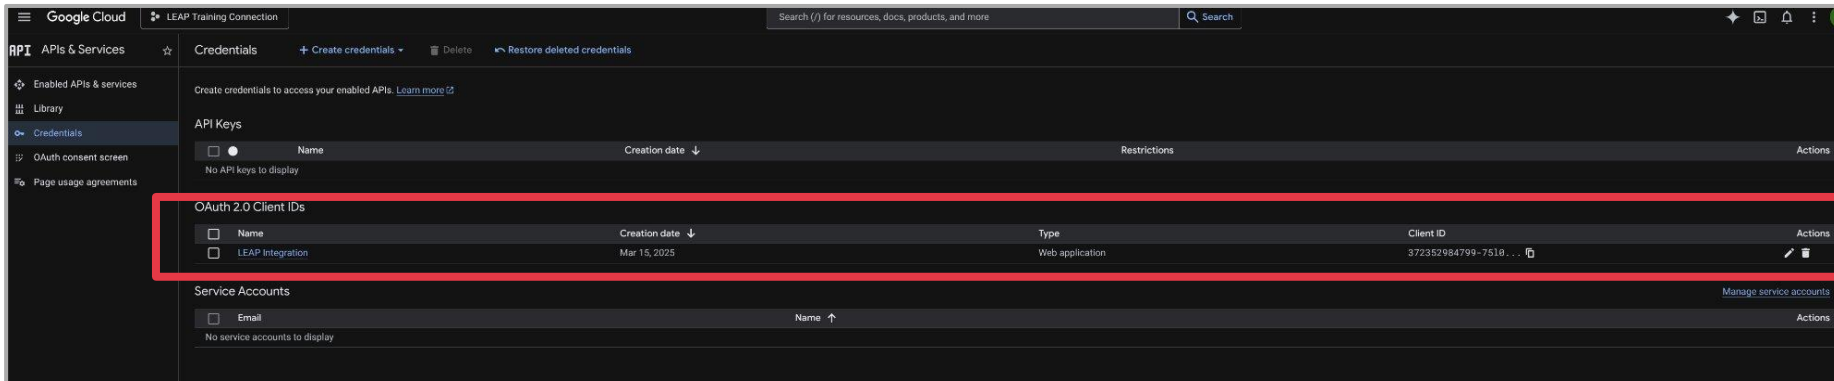 Google Cloud LEAP Training Connection Search (/) for resources, docs, products, and more Search
API APIs & Services Credentials + Create credentials Delete Restore deleted credentials
Enabled APIs & services
Create credentials to access your enabled APIs. Learn more
Library
API Keys
Credentials
Name Creation date ↓ Restrictions Actions
OAuth consent screen
No API keys to display
Page usage agreements
OAuth 2.0 Client IDs
Name Creation date ↓ Type Client ID Actions
LEAP Integration Mar 15, 2025 Web application 372352984799-75l0...
Service Accounts Manage service accounts
Email Name ↑ Actions
No service accounts to display